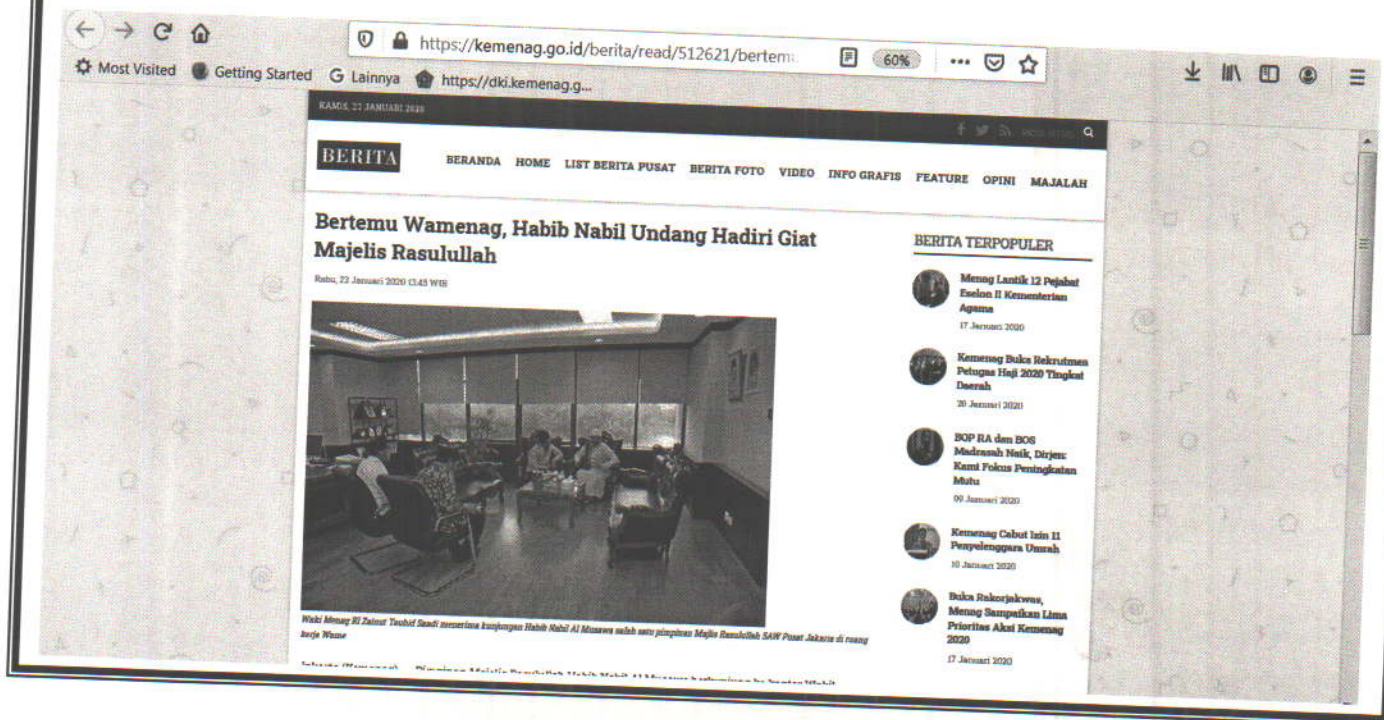 https://kemenag.go.id/berita/read/512621/bertem
60%
Most Visited
Getting Started
Lainnya
https://dki.kemenag.g...
KAMIS, 23 JANUARI 2020
BERITA
BERANDA HOME LIST BERITA PUSAT BERITA FOTO VIDEO INFO GRAFIS FEATURE OPINI MAJALAH
Bertemu Wamenag, Habib Nabil Undang Hadiri Giat
Majelis Rasulullah
Rabu, 22 Januari 2020 13:45 WIB
Wakil Menag RI Zainut Tauhid Saadi menerima kunjungan Habib Nabil Al Musawa salah satu pimpinan Majlis Rasulullah SAW Pusat Jakarta di ruang
kerja Wame
BERITA TERPOPULER
Menag Lantik 12 Pejabat
Eselon II Kementerian
Agama
17 Januari 2020
Kemenag Buka Rekrutmen
Petugas Haji 2020 Tingkat
Daerah
20 Januari 2020
BOP RA dan BOS
Madrasah Naik, Dirjen:
Kami Fokus Peningkatan
Mutu
09 Januari 2020
Kemenag Cabut Izin 11
Penyelenggara Umrah
10 Januari 2020
Buka Rakorjakwas,
Menag Sampaikan Lima
Prioritas Aksi Kemenag
2020
17 Januari 2020